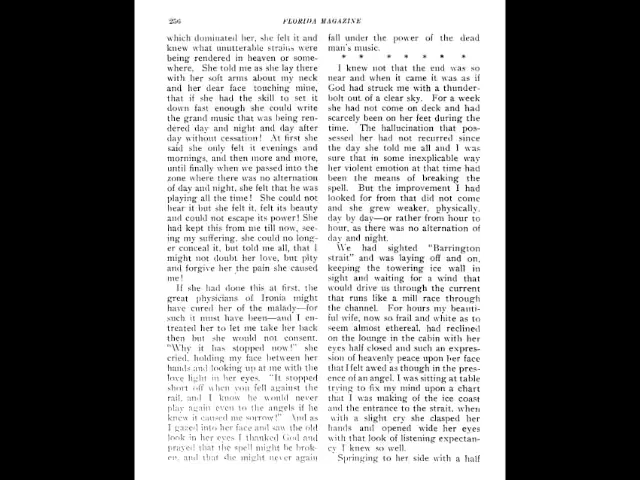 256
FLORIDA MAGAZINE
which dominated her, she felt it and
knew what unutterable strains were
being rendered in heaven or some-
where. She told me as she lay there
with her soft arms about my neck
and her dear face touching mine,
that if she had the skill to set it
down fast enough she could write
the grand music that was being ren-
dered day and night and day after
day without cessation! At first she
said she only felt it evenings and
mornings, and then more and more,
until finally when we passed into the
zone where there was no alternation
of day and night, she felt that he was
playing all the time! She could not
hear it but she felt it, felt its beauty
and could not escape its power! She
had kept this from me till now, see-
ing my suffering, she could no long-
er conceal it, but told me all, that I
might not doubt her love, but pity
and forgive her the pain she caused
me!
If she had done this at first, the
great physicians of Ironia might
have cured her of the malady—for
such it must have been—and I en-
treated her to let me take her back
then but she would not consent.
"Why it has stopped now!" she
cried, holding my face between her
hands and looking up at me with the
love light in her eyes. "It stopped
short off when you fell against the
rail, and I know he would never
play again even to the angels if he
knew it caused me sorrow!" And as
I gazed into her face and saw the old
look in her eyes I thanked God and
prayed that the spell might be brok-
en, and that she might never again
fall under the power of the dead
man's music.
* * * * * * *
I knew not that the end was so
near and when it came it was as if
God had struck me with a thunder-
bolt out of a clear sky. For a week
she had not come on deck and had
scarcely been on her feet during the
time. The hallucination that pos-
sessed her had not recurred since
the day she told me all and I was
sure that in some inexplicable way
her violent emotion at that time had
been the means of breaking the
spell. But the improvement I had
looked for from that did not come
and she grew weaker, physically,
day by day—or rather from hour to
hour, as there was no alternation of
day and night.
We had sighted "Barrington
strait" and was laying off and on,
keeping the towering ice wall in
sight and waiting for a wind that
would drive us through the current
that runs like a mill race through
the channel. For hours my beauti-
ful wife, now so frail and white as to
seem almost ethereal, had reclined
on the lounge in the cabin with her
eyes half closed and such an expres-
sion of heavenly peace upon her face
that I felt awed as though in the pres-
ence of an angel. I was sitting at table
trying to fix my mind upon a chart
that I was making of the ice coast
and the entrance to the strait, when
with a slight cry she clasped her
hands and opened wide her eyes
with that look of listening expectan-
cy I knew so well.
Springing to her side with a half